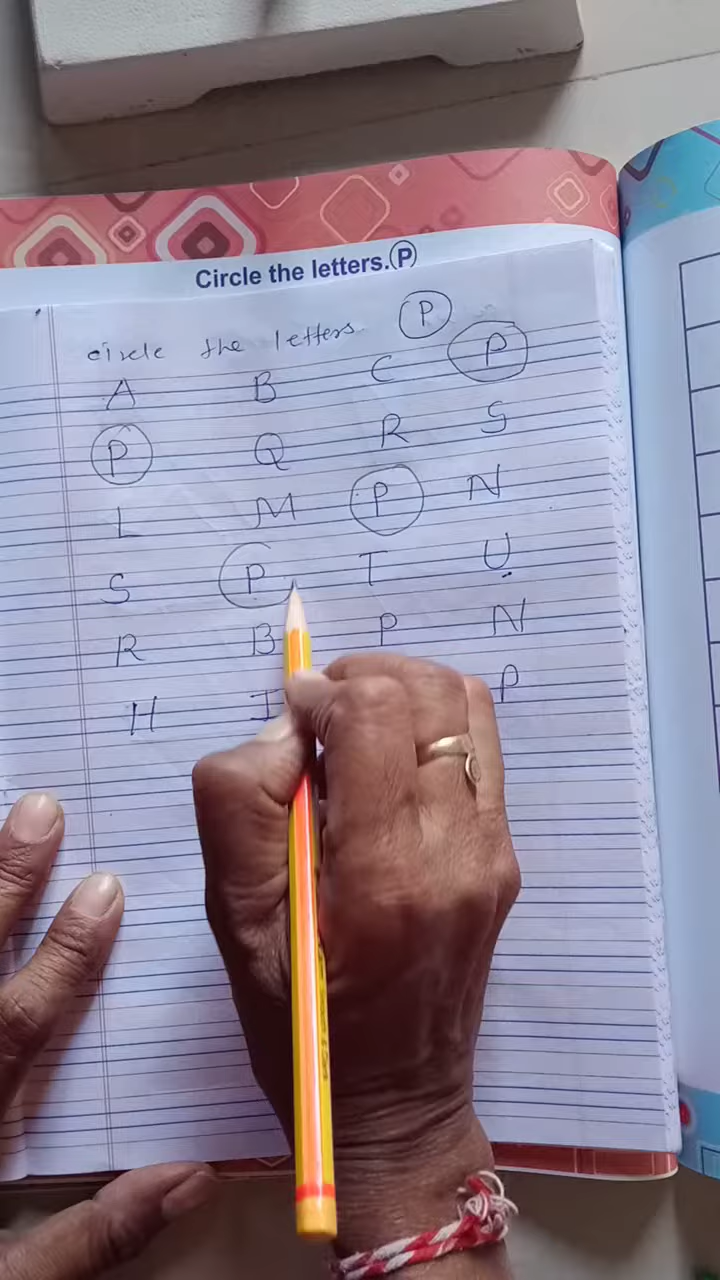 Circle the letters. P
circle the letters P
A B C P
P Q R S
L M P N
S P T U
R B P N
H I P